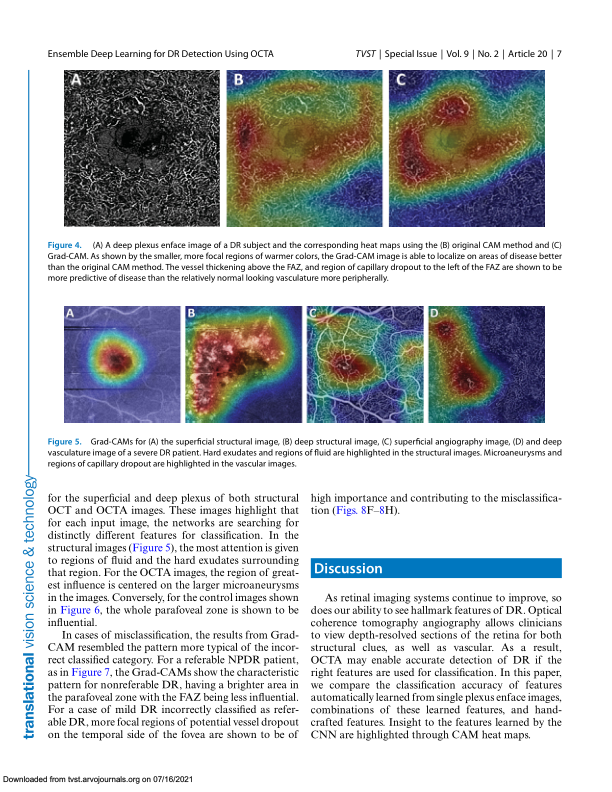 Ensemble Deep Learning for DR Detection Using OCTA
TVST | Special Issue | Vol. 9 | No. 2 | Article 20 | 7
A
B
C
Figure 4. (A) A deep plexus enface image of a DR subject and the corresponding heat maps using the (B) original CAM method and (C)
Grad-CAM. As shown by the smaller, more focal regions of warmer colors, the Grad-CAM image is able to localize on areas of disease better
than the original CAM method. The vessel thickening above the FAZ, and region of capillary dropout to the left of the FAZ are shown to be
more predictive of disease than the relatively normal looking vasculature more peripherally.
A
B
C
D
Figure 5. Grad-CAMs for (A) the superficial structural image, (B) deep structural image, (C) superficial angiography image, (D) and deep
vasculature image of a severe DR patient. Hard exudates and regions of fluid are highlighted in the structural images. Microaneurysms and
regions of capillary dropout are highlighted in the vascular images.
translational vision science & technology
for the superficial and deep plexus of both structural
OCT and OCTA images. These images highlight that
for each input image, the networks are searching for
distinctly different features for classification. In the
structural images (Figure 5), the most attention is given
to regions of fluid and the hard exudates surrounding
that region. For the OCTA images, the region of great-
est influence is centered on the larger microaneurysms
in the images. Conversely, for the control images shown
in Figure 6, the whole parafoveal zone is shown to be
influential.
In cases of misclassification, the results from Grad-
CAM resembled the pattern more typical of the incor-
rect classified category. For a referable NPDR patient,
as in Figure 7, the Grad-CAMs show the characteristic
pattern for nonreferable DR, having a brighter area in
the parafoveal zone with the FAZ being less influential.
For a case of mild DR incorrectly classified as refer-
able DR, more focal regions of potential vessel dropout
on the temporal side of the fovea are shown to be of
high importance and contributing to the misclassifica-
tion (Figs. 8F–8H).
Discussion
As retinal imaging systems continue to improve, so
does our ability to see hallmark features of DR. Optical
coherence tomography angiography allows clinicians
to view depth-resolved sections of the retina for both
structural clues, as well as vascular. As a result,
OCTA may enable accurate detection of DR if the
right features are used for classification. In this paper,
we compare the classification accuracy of features
automatically learned from single plexus enface images,
combinations of these learned features, and hand-
crafted features. Insight to the features learned by the
CNN are highlighted through CAM heat maps.
Downloaded from tvst.arvojournals.org on 07/16/2021